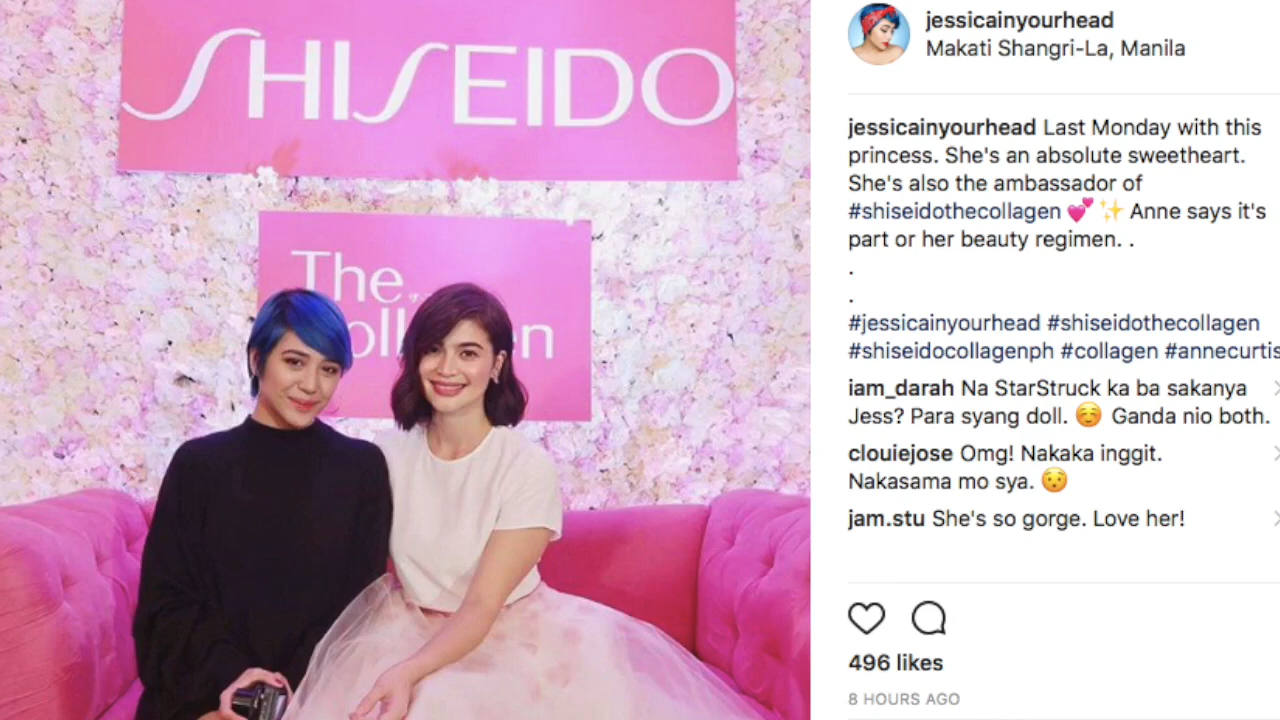 SHISEIDO
The
jessicainyourhead
Makati Shangri-La, Manila
jessicainyourhead Last Monday with this
princess. She's an absolute sweetheart.
She's also the ambassador of
#shiseidothecollagen 💕 ✨ Anne says it's
part or her beauty regimen. .
.
.
#jessicainyourhead #shiseidothecollagen
#shiseidocollagenph #collagen #annecurtis
iam_darah Na StarStruck ka ba sakanya
Jess? Para syang doll. ☺️ Ganda nio both.
clouiejose Omg! Nakaka inggit.
Nakasama mo sya. 😯
jam.stu She's so gorge. Love her!
496 likes
8 HOURS AGO